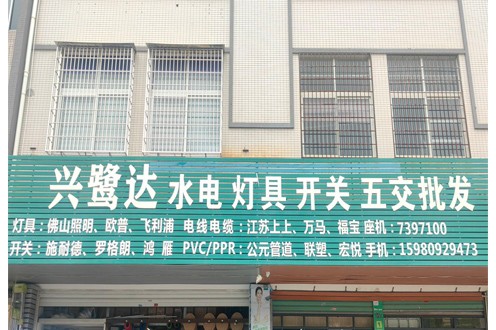 兴鹭达 水电 灯具 开关 五交批发
灯具：佛山照明、欧普、飞利浦 电线电缆：江苏上上、万马、福宝 座机：7397100
开关：施耐德、罗格朗、鸿 雁 PVC/PPR：公元管道、联塑、宏悦 手机：15980929473